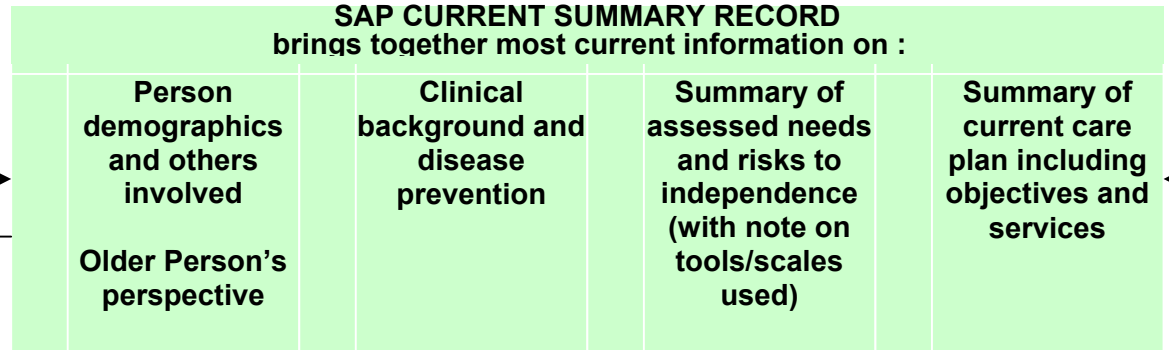 SAP CURRENT SUMMARY RECORD
brings together most current information on :
Person
demographics
and others
involved
Older Person's
perspective
Clinical
background and
disease
prevention
Summary of
assessed needs
and risks to
independence
(with note on
tools/scales
used)
Summary of
current care
plan including
objectives and
services